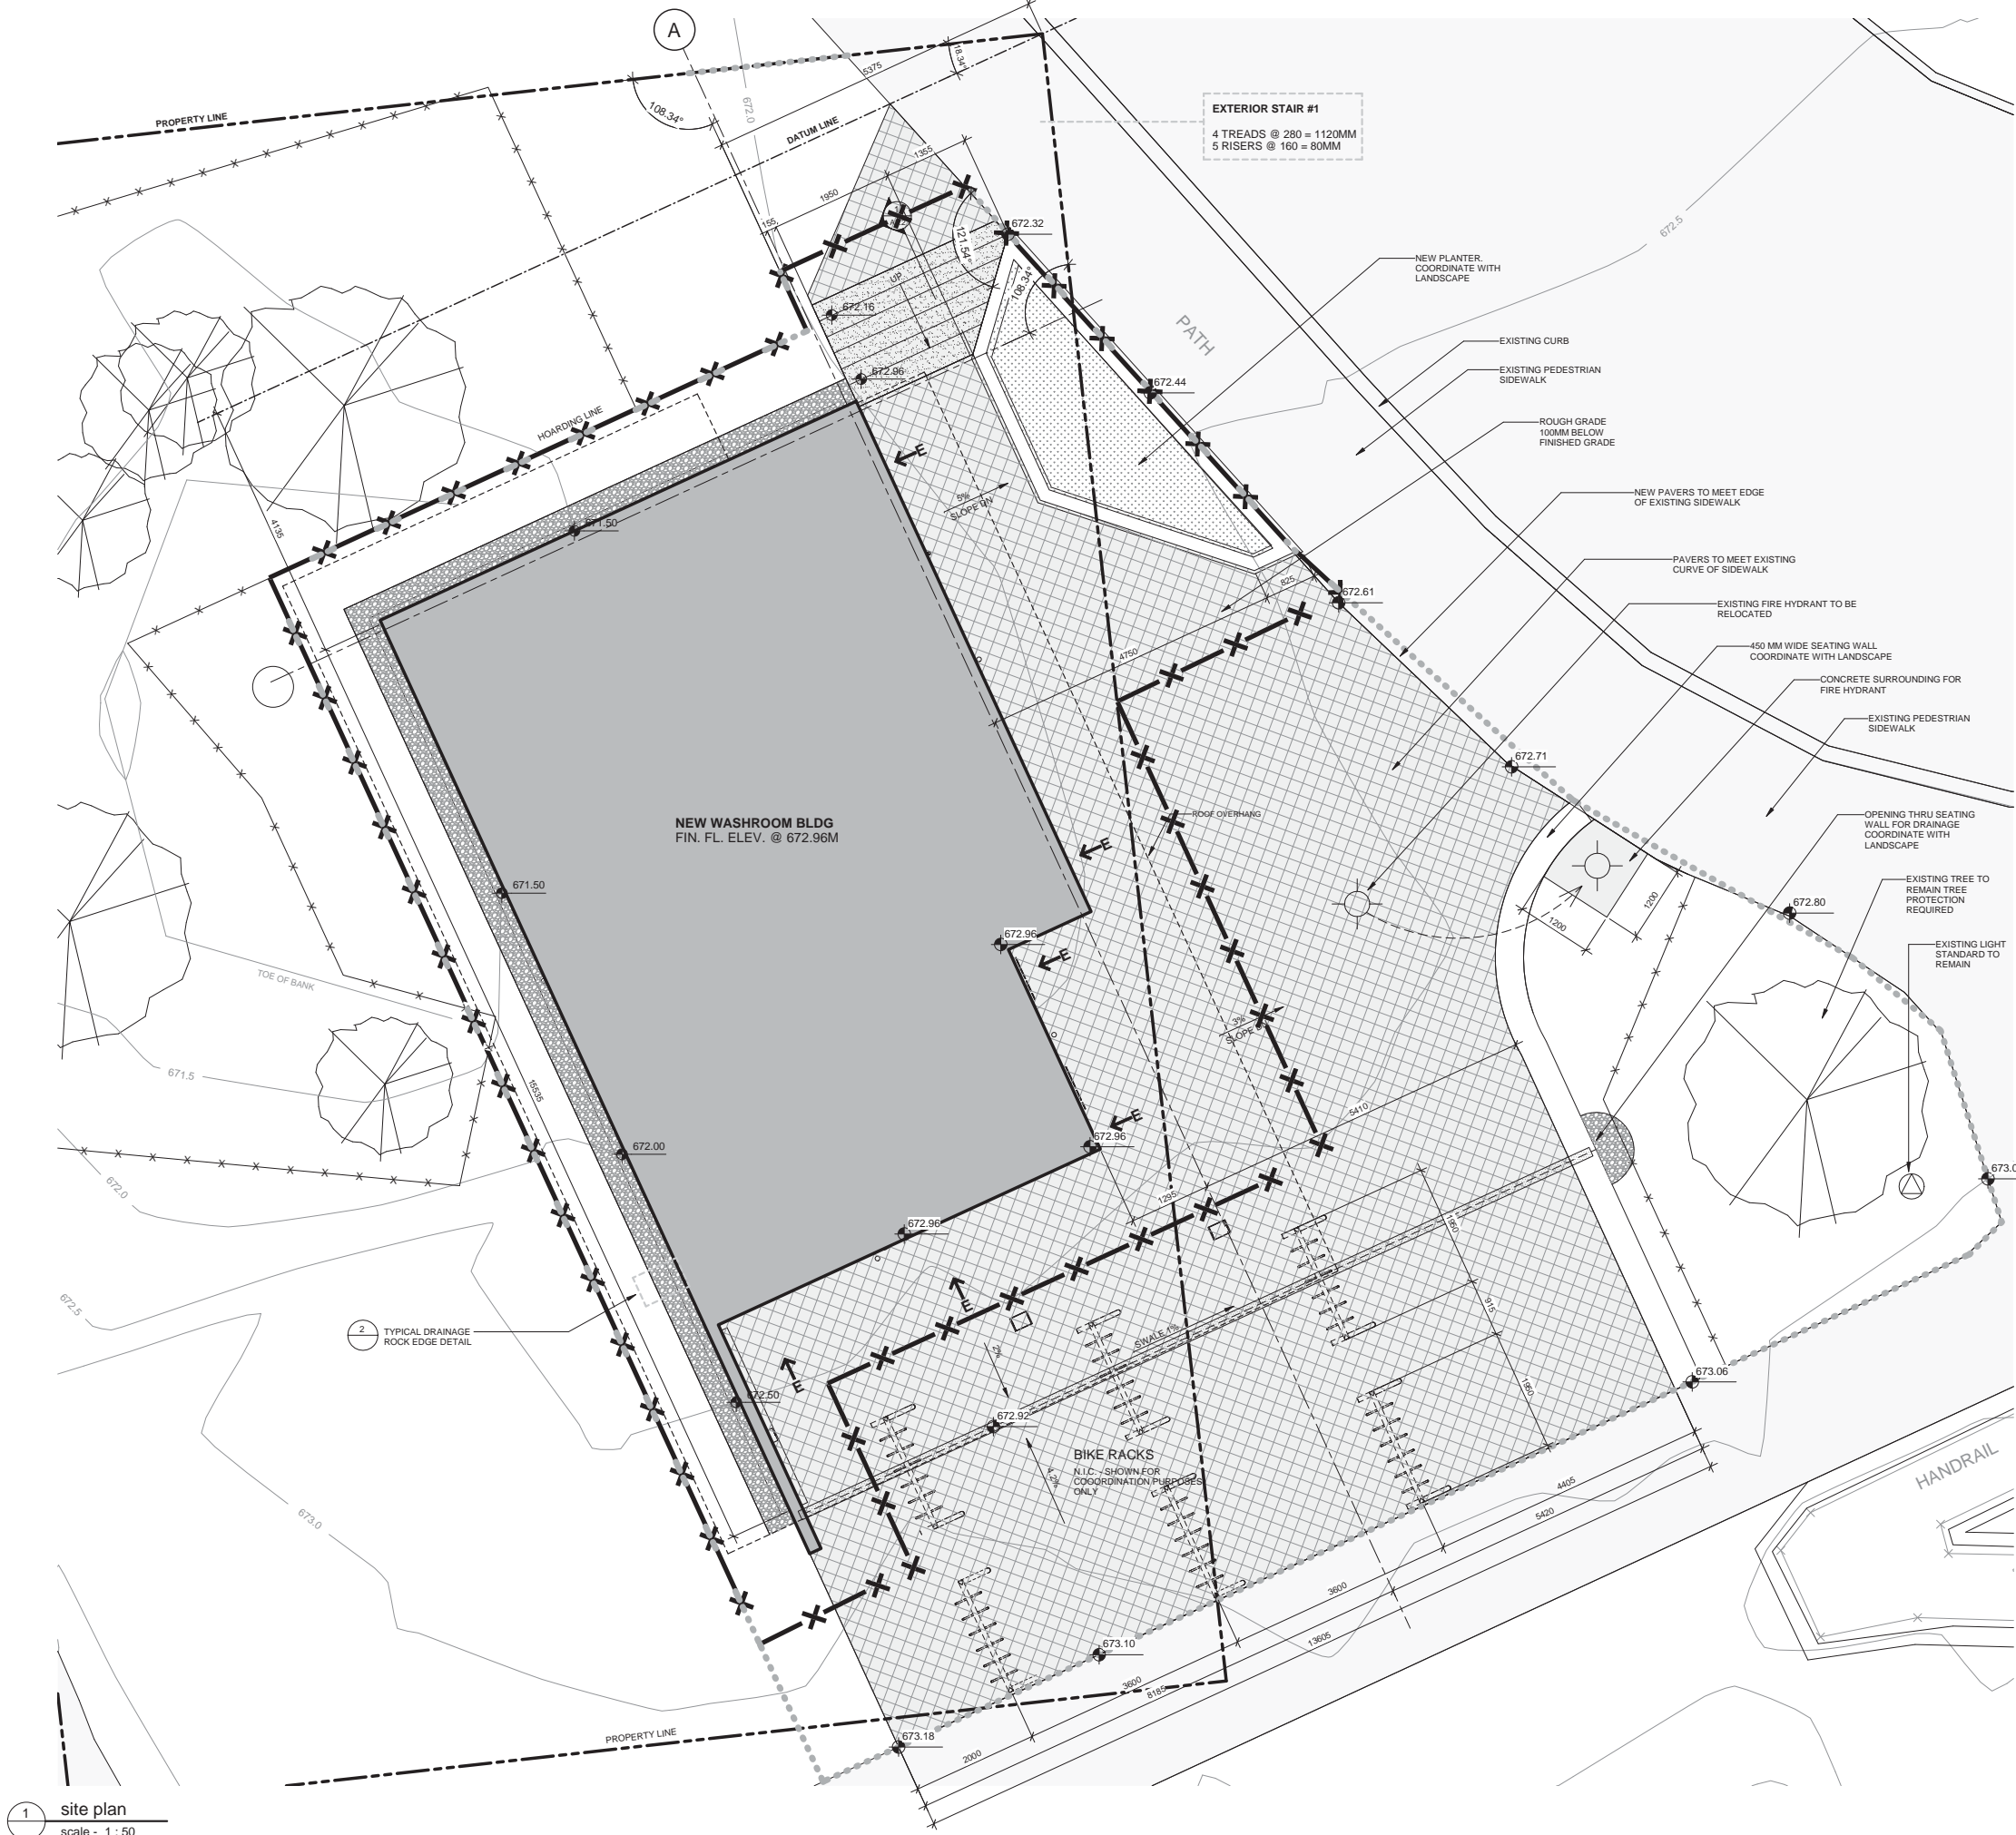 A
PROPERTY LINE
108.34°
672.0
5375
18.34°
DATUM LINE
EXTERIOR STAIR #1
4 TREADS @ 280 = 1120MM
5 RISERS @ 160 = 80MM
1355
1950
155
121.54°
672.32
UP
108.34°
672.16
672.96
672.5
NEW PLANTER.
COORDINATE WITH
LANDSCAPE
PATH
EXISTING CURB
672.44
EXISTING PEDESTRIAN
SIDEWALK
HOARDING LINE
ROUGH GRADE
100MM BELOW
FINISHED GRADE
E
5%
SLOPE DN
NEW PAVERS TO MEET EDGE
OF EXISTING SIDEWALK
4135
671.50
PAVERS TO MEET EXISTING
CURVE OF SIDEWALK
825
672.61
EXISTING FIRE HYDRANT TO BE
RELOCATED
4750
450 MM WIDE SEATING WALL
COORDINATE WITH LANDSCAPE
CONCRETE SURROUNDING FOR
FIRE HYDRANT
EXISTING PEDESTRIAN
SIDEWALK
672.71
NEW WASHROOM BLDG
FIN. FL. ELEV. @ 672.96M
ROOF OVERHANG
E
OPENING THRU SEATING
WALL FOR DRAINAGE
COORDINATE WITH
LANDSCAPE
671.50
1200
1200
672.80
EXISTING TREE TO
REMAIN TREE
PROTECTION
REQUIRED
672.96
E
EXISTING LIGHT
STANDARD TO
REMAIN
TOE OF BANK
3%
SLOPE
671.5
15535
5410
E
672.96
672.00
673.0
672.0
1295
672.96
1950
672.5
E
915
SWALE 1%
2 TYPICAL DRAINAGE
ROCK EDGE DETAIL
2%
E
1950
673.06
672.50
672.92
BIKE RACKS
N.I.C. - SHOWN FOR
COOORDINATION PURPOSES
ONLY
4.2%
HANDRAIL
4405
5420
673.0
3600
13605
673.10
3600
8185
PROPERTY LINE
673.18
2000
1 site plan
scale - 1 : 50